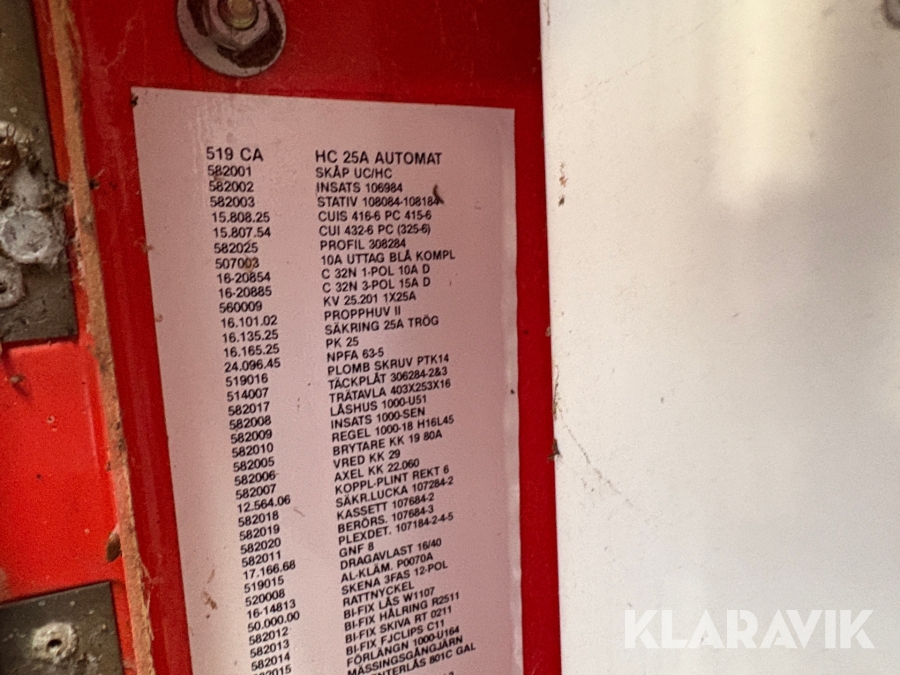 519 CA HC 25A AUTOMAT
582001 SKÅP UC/HC
582002 INSATS 106984
582003 STATIV 108084-108184
15.808.25 CUIS 416-6 PC 415-6
15.807.54 CUI 432-6 PC (325-6)
582025 PROFIL 308284
507003 10A UTTAG BLÅ KOMPL
16-20854 C 32N 1-POL 10A D
16-20885 C 32N 3-POL 15A D
560009 KV 25.201 1X25A
16.101.02 PROPPHUV II
16.135.25 SÄKRING 25A TRÖG
16.165.25 PK 25
24.096.45 NPFA 63-5
519016 PLOMB SKRUV PTK14
514007 TÄCKPLÅT 306284-2&3
582017 TRÄTAVLA 403X253X16
582008 LÅSHUS 1000-U51
582009 INSATS 1000-SEN
582010 REGEL 1000-18 H16L45
582005 BRYTARE KK 19 80A
582006 VRED KK 29
582007 AXEL KK 22.060
12.564.06 KOPPL-PLINT REKT 6
582018 SÄKR.LUCKA 107284-2
582019 KASSETT 107684-2
582020 BERÖRS. 107684-3
582011 PLEXDET. 107184-2-4-5
17.166.68 GNF 8
519015 DRAGAVLAST 16/40
520008 AL-KLÄM. P0070A
16-14813 SKENA 3FAS 12-POL
50.000.00 RATTNYCKEL
582012 BI-FIX LÅS W1107
582013 BI-FIX HÅLRING R2511
582014 BI-FIX SKIVA RT 0211
582015 BI-FIX FJCLIPS C11
FÖRLÄNGN 1000-U164
MÄSSINGSGÅNGJÄRN
801C GAL
KLARAVIK